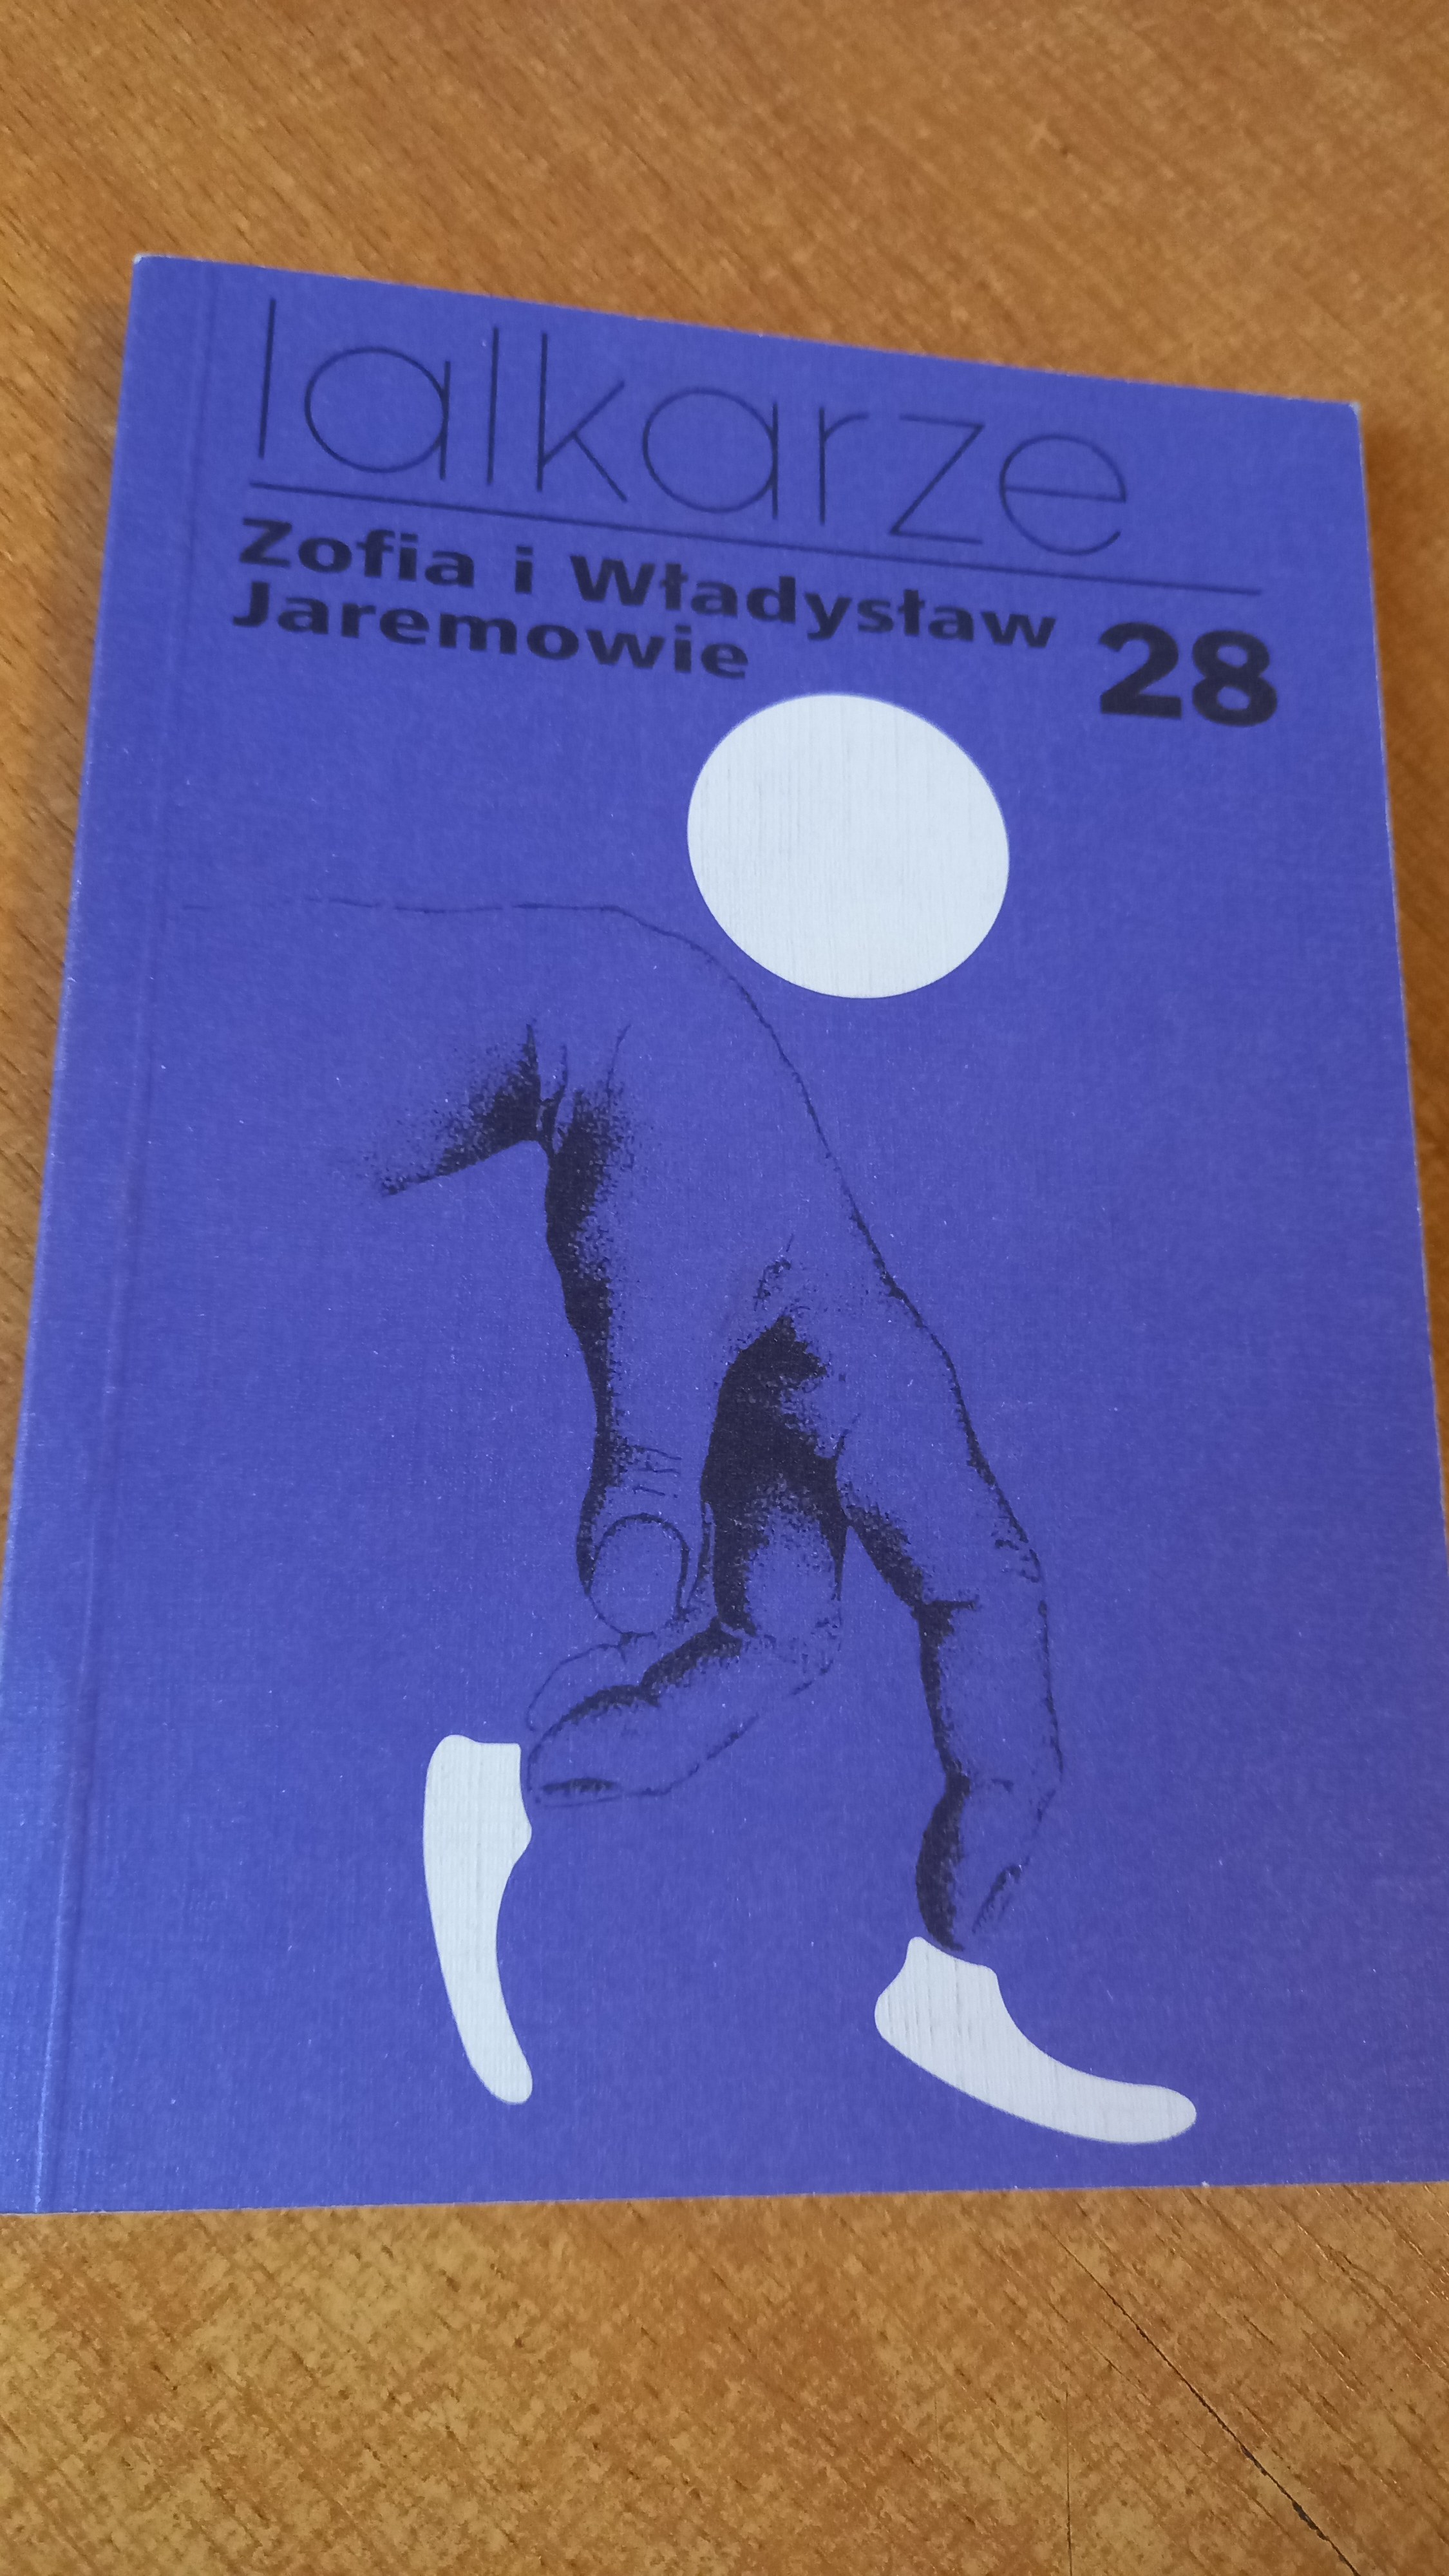 lalkarze
Zofia i Władysław
Jaremowie
28